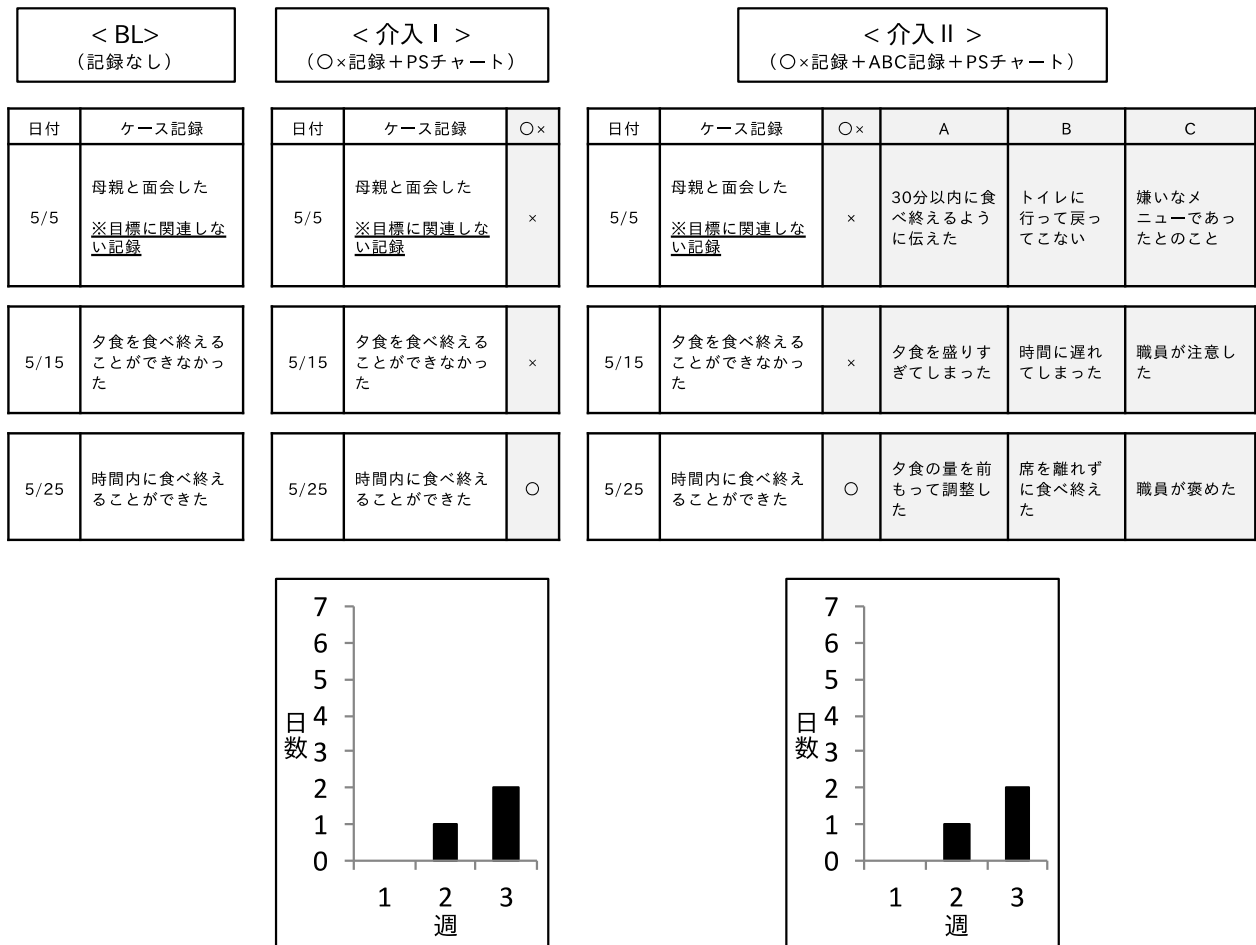 < BL>
（記録なし）
< 介入Ⅰ >
（○×記録＋PSチャート）
< 介入Ⅱ >
（○×記録＋ABC記録＋PSチャート）
日付
ケース記録
5/5
母親と面会した
※目標に関連しな
い記録
5/15
夕食を食べ終える
ことができなかっ
た
5/25
時間内に食べ終え
ることができた
日付
ケース記録
○×
5/5
母親と面会した
※目標に関連しな
い記録
×
5/15
夕食を食べ終える
ことができなかっ
た
×
5/25
時間内に食べ終え
ることができた
○
日付
ケース記録
○×
A
B
C
5/5
母親と面会した
※目標に関連しな
い記録
×
30分以内に食
べ終えるよう
に伝えた
トイレに
行って戻っ
てこない
嫌いなメ
ニューであっ
たとのこと
5/15
夕食を食べ終える
ことができなかっ
た
×
夕食を盛りす
ぎてしまった
時間に遅れ
てしまった
職員が注意し
た
5/25
時間内に食べ終え
ることができた
○
夕食の量を前
もって調整し
た
席を離れず
に食べ終え
た
職員が褒めた
7
6
5
4
3
2
1
0
日数
1 2 3
週
7
6
5
4
3
2
1
0
日数
1 2 3
週